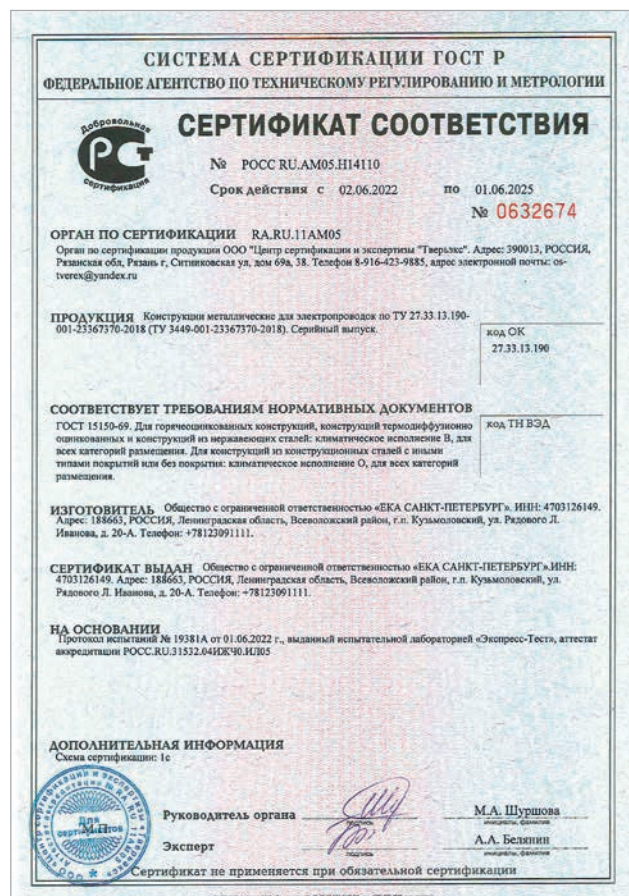 СИСТЕМА СЕРТИФИКАЦИИ ГОСТ Р
ФЕДЕРАЛЬНОЕ АГЕНТСТВО ПО ТЕХНИЧЕСКОМУ РЕГУЛИРОВАНИЮ И МЕТРОЛОГИИ
Добровольная
сертификация
СЕРТИФИКАТ СООТВЕТСТВИЯ
№ РОСС RU.АМ05.Н14110
Срок действия с 02.06.2022 по 01.06.2025
№ 0632674
ОРГАН ПО СЕРТИФИКАЦИИ RA.RU.11АМ05
Орган по сертификации продукции ООО "Центр сертификации и экспертизы "Тверьэкс". Адрес: 390013, РОССИЯ,
Рязанская обл, Рязань г, Ситниковская ул, дом 69а, 38. Телефон 8-916-423-9885, адрес электронной почты: os-
tverex@yandex.ru
ПРОДУКЦИЯ Конструкции металлические для электропроводок по ТУ 27.33.13.190-
001-23367370-2018 (ТУ 3449-001-23367370-2018). Серийный выпуск.
код ОК
27.33.13.190
СООТВЕТСТВУЕТ ТРЕБОВАНИЯМ НОРМАТИВНЫХ ДОКУМЕНТОВ
ГОСТ 15150-69. Для горячеоцинкованных конструкций, конструкций термодиффузионно
оцинкованных и конструкций из нержавеющих сталей: климатическое исполнение В, для
всех категорий размещения. Для конструкций из конструкционных сталей с иными
типами покрытий или без покрытия: климатическое исполнение О, для всех категорий
размещения.
код ТН ВЭД
ИЗГОТОВИТЕЛЬ Общество с ограниченной ответственностью «ЕКА САНКТ-ПЕТЕРБУРГ». ИНН: 4703126149.
Адрес: 188663, РОССИЯ, Ленинградская область, Всеволожский район, г.п. Кузьмоловский, ул. Рядового Л.
Иванова, д. 20-А. Телефон: +78123091111.
СЕРТИФИКАТ ВЫДАН Общество с ограниченной ответственностью «ЕКА САНКТ-ПЕТЕРБУРГ».ИНН:
4703126149. Адрес: 188663, РОССИЯ, Ленинградская область, Всеволожский район, г.п. Кузьмоловский, ул.
Рядового Л. Иванова, д. 20-А. Телефон: +78123091111.
НА ОСНОВАНИИ
Протокол испытаний № 19381А от 01.06.2022 г., выданный испытательной лабораторией «Экспресс-Тест», аттестат
аккредитации РОСС.RU.31532.04ИЖЧ0.ИЛ05
ДОПОЛНИТЕЛЬНАЯ ИНФОРМАЦИЯ
Схема сертификации: 1с
Для
сертификатов
М.П.
Руководитель органа
подпись
М.А. Шуршова
инициалы, фамилия
Эксперт
подпись
А.А. Белянин
инициалы, фамилия
Сертификат не применяется при обязательной сертификации